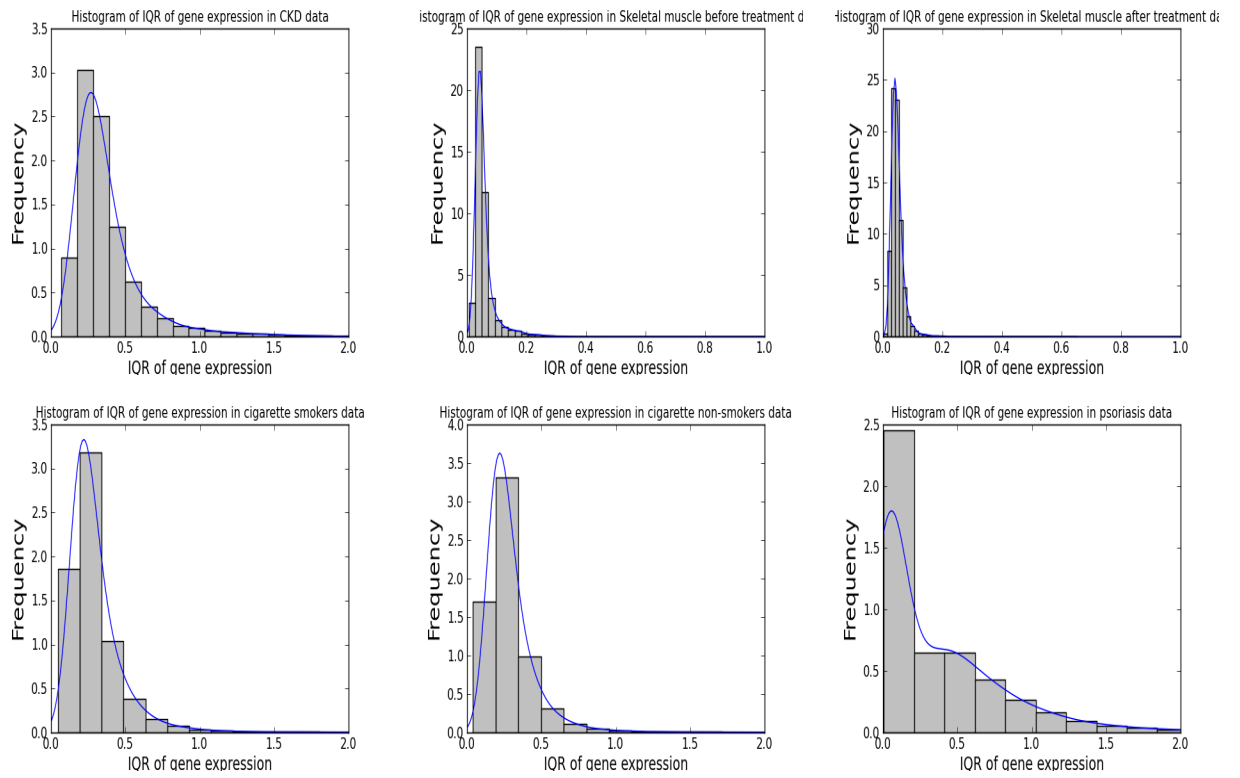 Histogram of IQR of gene expression in CKD data
3.5
3.0
2.5
2.0
1.5
1.0
0.5
0.0
Frequency
0.0 0.5 1.0 1.5 2.0
IQR of gene expression
istogram of IQR of gene expression in Skeletal muscle before treatment d
25
20
15
10
5
0
Frequency
0.0 0.2 0.4 0.6 0.8 1.0
IQR of gene expression
Histogram of IQR of gene expression in Skeletal muscle after treatment da
30
25
20
15
10
5
0
Frequency
0.0 0.2 0.4 0.6 0.8 1.0
IQR of gene expression
Histogram of IQR of gene expression in cigarette smokers data
3.5
3.0
2.5
2.0
1.5
1.0
0.5
0.0
Frequency
0.0 0.5 1.0 1.5 2.0
IQR of gene expression
Histogram of IQR of gene expression in cigarette non-smokers data
4.0
3.5
3.0
2.5
2.0
1.5
1.0
0.5
0.0
Frequency
0.0 0.5 1.0 1.5 2.0
IQR of gene expression
Histogram of IQR of gene expression in psoriasis data
2.5
2.0
1.5
1.0
0.5
0.0
Frequency
0.0 0.5 1.0 1.5 2.0
IQR of gene expression